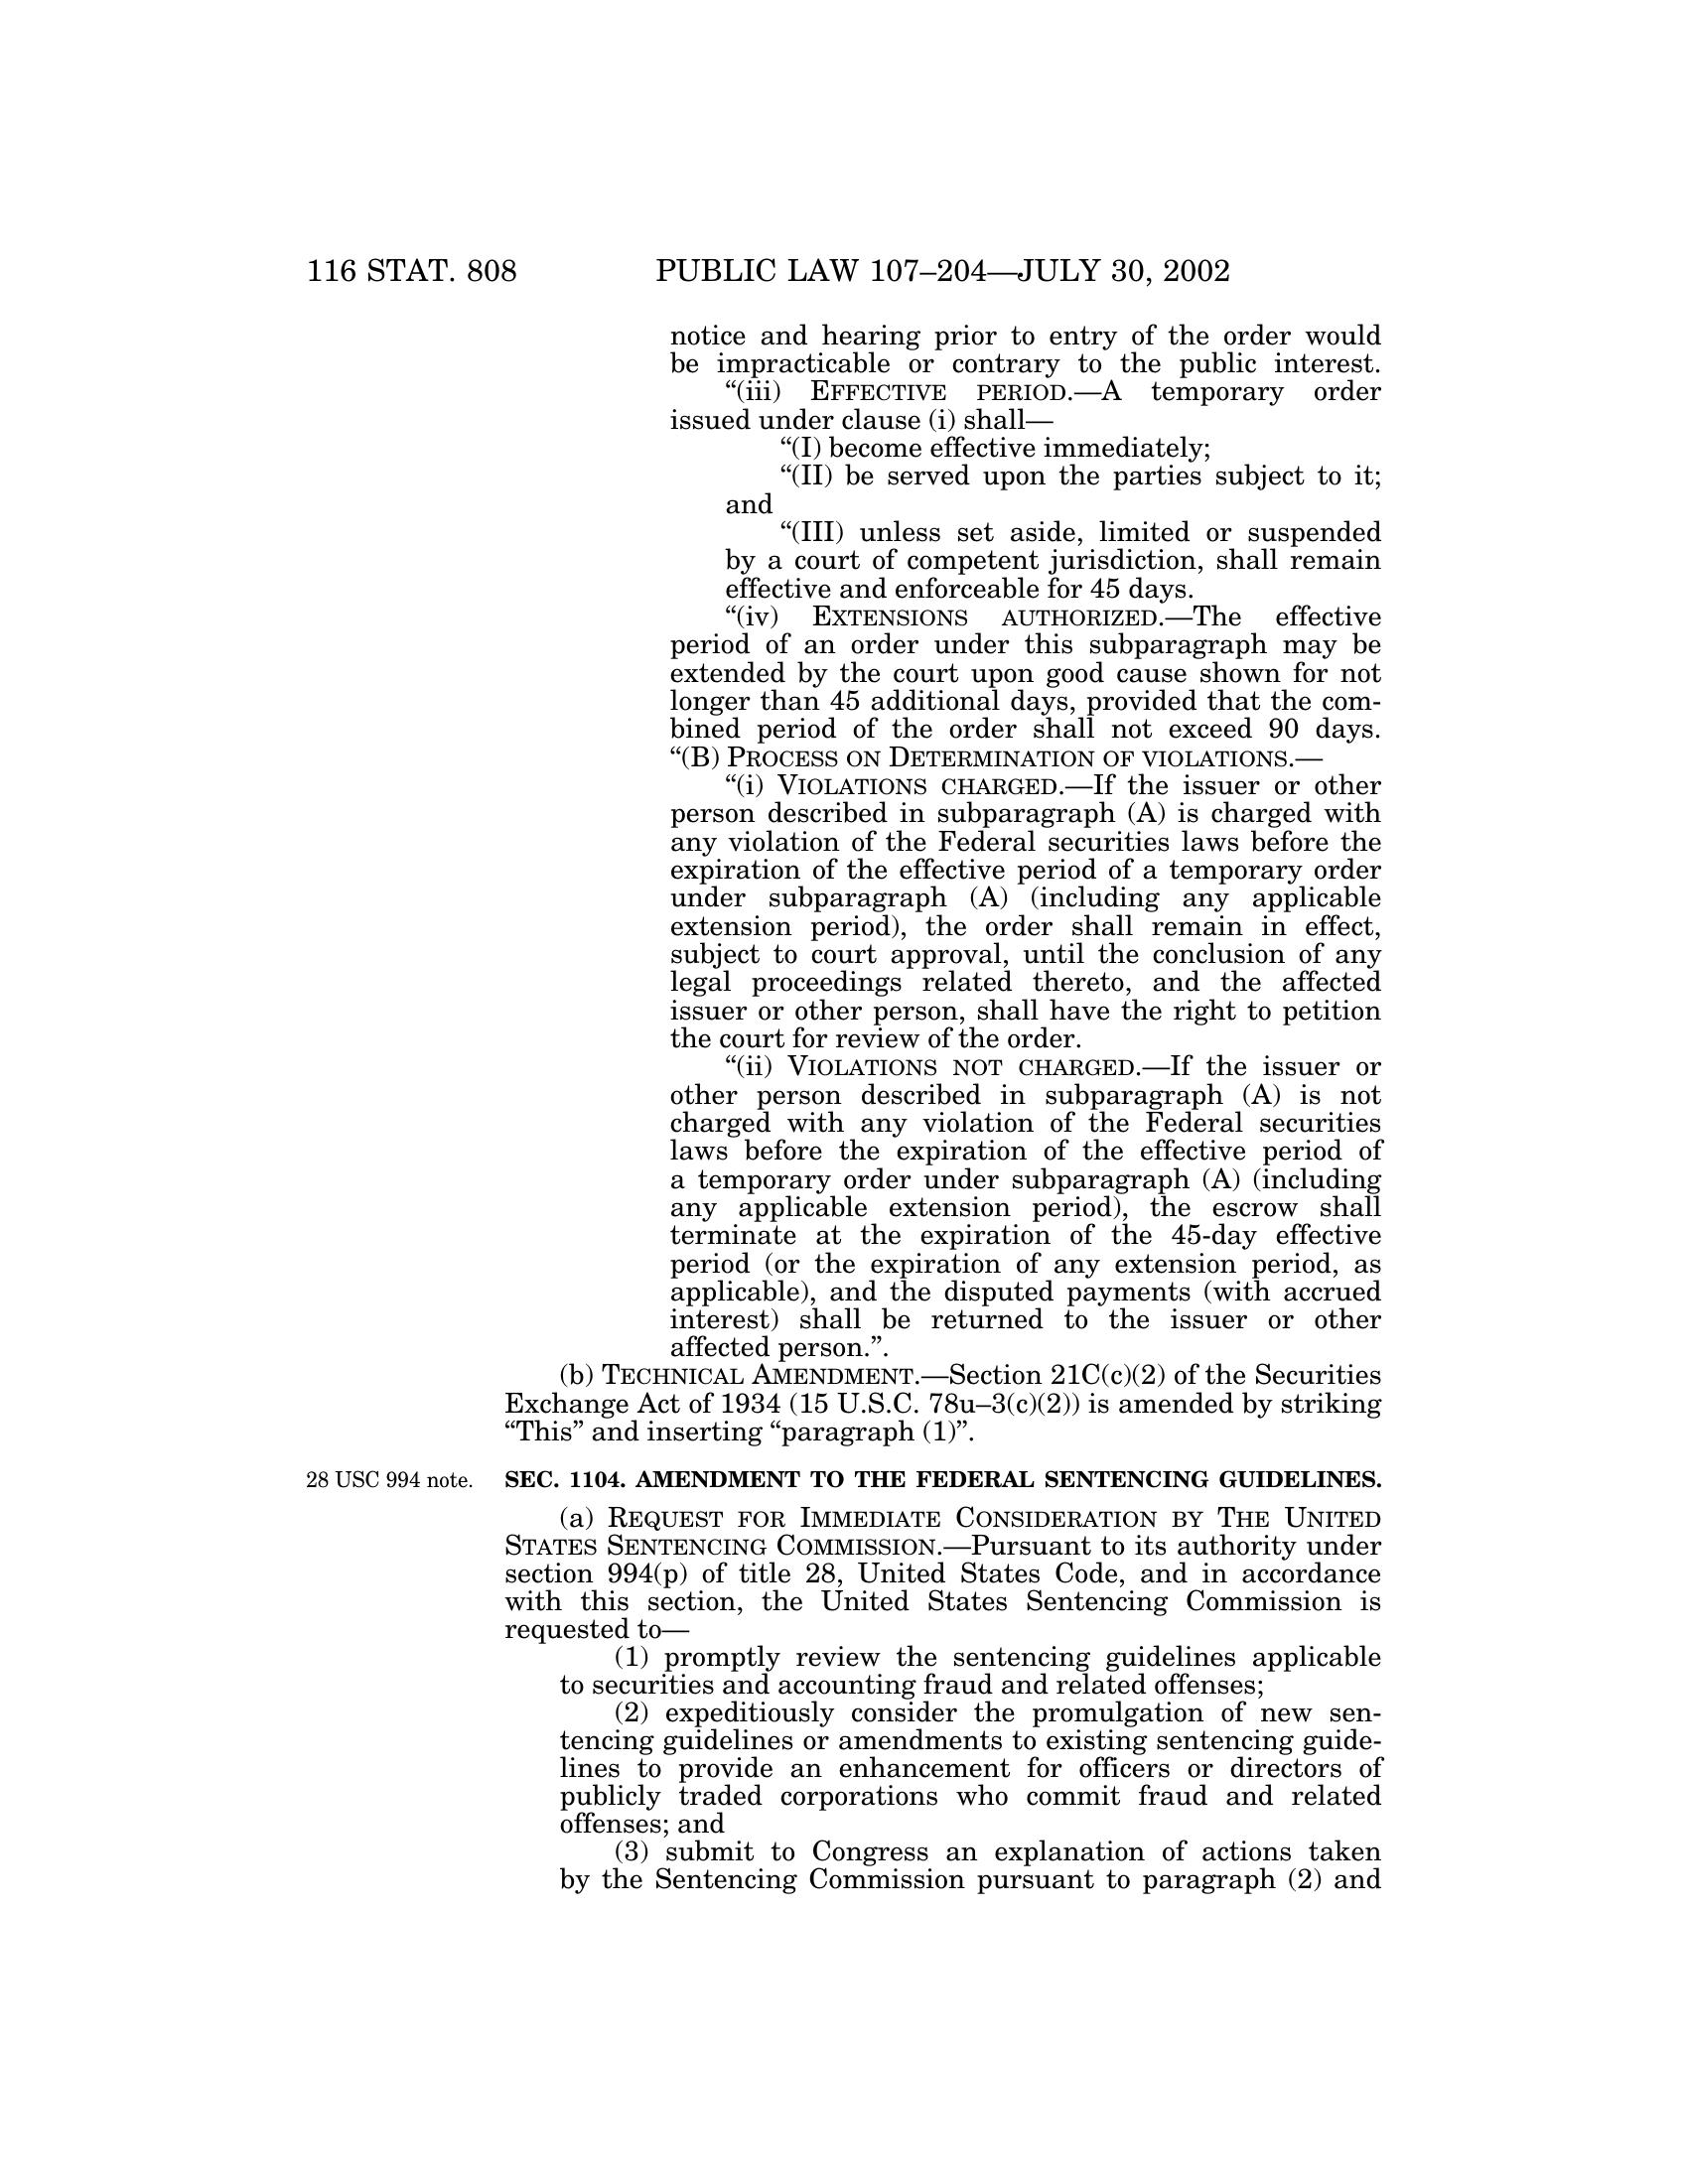 116 STAT. 808 PUBLIC LAW 107–204—JULY 30, 2002
notice and hearing prior to entry of the order would
be impracticable or contrary to the public interest.
“(iii) EFFECTIVE PERIOD.—A temporary order
issued under clause (i) shall—
“(I) become effective immediately;
“(II) be served upon the parties subject to it;
and
“(III) unless set aside, limited or suspended
by a court of competent jurisdiction, shall remain
effective and enforceable for 45 days.
“(iv) EXTENSIONS AUTHORIZED.—The effective
period of an order under this subparagraph may be
extended by the court upon good cause shown for not
longer than 45 additional days, provided that the com-
bined period of the order shall not exceed 90 days.
“(B) PROCESS ON DETERMINATION OF VIOLATIONS.—
“(i) VIOLATIONS CHARGED.—If the issuer or other
person described in subparagraph (A) is charged with
any violation of the Federal securities laws before the
expiration of the effective period of a temporary order
under subparagraph (A) (including any applicable
extension period), the order shall remain in effect,
subject to court approval, until the conclusion of any
legal proceedings related thereto, and the affected
issuer or other person, shall have the right to petition
the court for review of the order.
“(ii) VIOLATIONS NOT CHARGED.—If the issuer or
other person described in subparagraph (A) is not
charged with any violation of the Federal securities
laws before the expiration of the effective period of
a temporary order under subparagraph (A) (including
any applicable extension period), the escrow shall
terminate at the expiration of the 45-day effective
period (or the expiration of any extension period, as
applicable), and the disputed payments (with accrued
interest) shall be returned to the issuer or other
affected person.”.
(b) TECHNICAL AMENDMENT.—Section 21C(c)(2) of the Securities
Exchange Act of 1934 (15 U.S.C. 78u–3(c)(2)) is amended by striking
“This” and inserting “paragraph (1)”.
28 USC 994 note. SEC. 1104. AMENDMENT TO THE FEDERAL SENTENCING GUIDELINES.
(a) REQUEST FOR IMMEDIATE CONSIDERATION BY THE UNITED
STATES SENTENCING COMMISSION.—Pursuant to its authority under
section 994(p) of title 28, United States Code, and in accordance
with this section, the United States Sentencing Commission is
requested to—
(1) promptly review the sentencing guidelines applicable
to securities and accounting fraud and related offenses;
(2) expeditiously consider the promulgation of new sen-
tencing guidelines or amendments to existing sentencing guide-
lines to provide an enhancement for officers or directors of
publicly traded corporations who commit fraud and related
offenses; and
(3) submit to Congress an explanation of actions taken
by the Sentencing Commission pursuant to paragraph (2) and